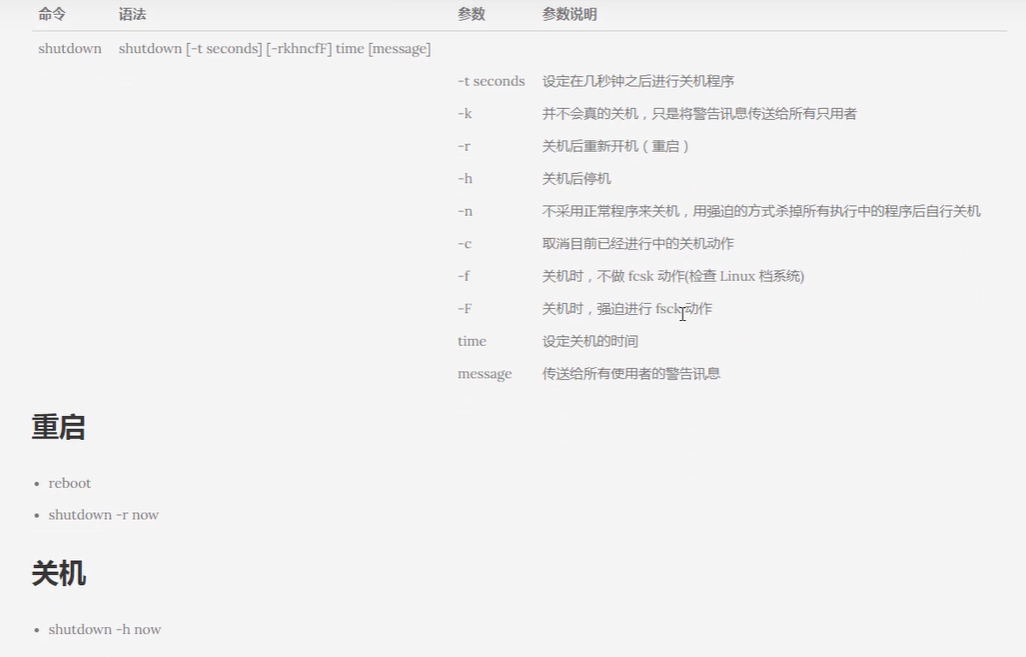 命令 语法 参数 参数说明
shutdown shutdown [-t seconds] [-rkhncfF] time [message]
-t seconds 设定在几秒钟之后进行关机程序
-k 并不会真的关机，只是将警告讯息传送给所有只用者
-r 关机后重新开机（重启）
-h 关机后停机
-n 不采用正常程序来关机，用强迫的方式杀掉所有执行中的程序后自行关机
-c 取消目前已经进行中的关机动作
-f 关机时，不做 fcsk 动作(检查 Linux 档系统)
-F 关机时，强迫进行 fsck 动作
time 设定关机的时间
message 传送给所有使用者的警告讯息
重启
• reboot
• shutdown -r now
关机
• shutdown -h now